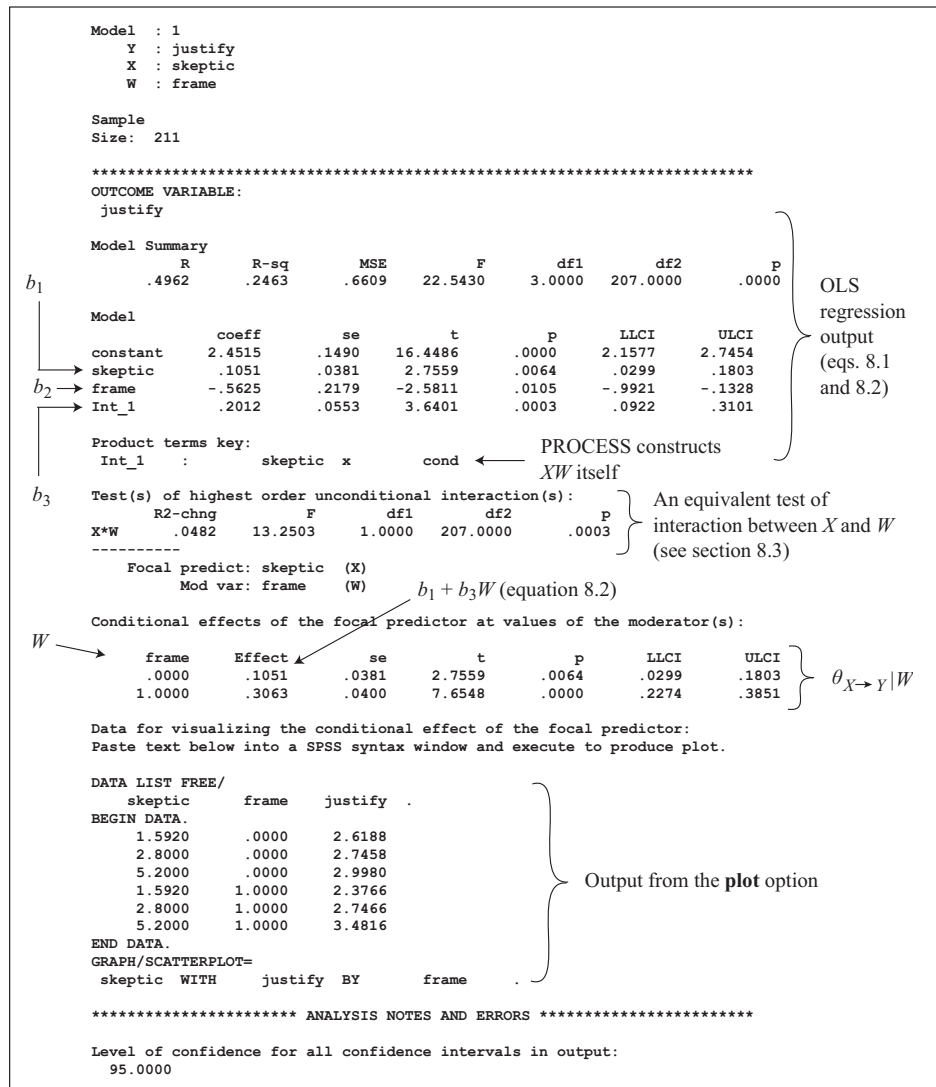 Model : 1
Y : justify
X : skeptic
W : frame
Sample
Size: 211
**************************************************************************
OUTCOME VARIABLE:
justify
Model Summary
R R-sq MSE F df1 df2 p
.4962 .2463 .6609 22.5430 3.0000 207.0000 .0000
Model
coeff se t p LLCI ULCI
constant 2.4515 .1490 16.4486 .0000 2.1577 2.7454
skeptic .1051 .0381 2.7559 .0064 .0299 .1803
frame -.5625 .2179 -2.5811 .0105 -.9921 -.1328
Int_1 .2012 .0553 3.6401 .0003 .0922 .3101
b1
b2
b3
OLS
regression
output
(eqs. 8.1
and 8.2)
Product terms key:
Int_1 : skeptic x cond
PROCESS constructs
XW itself
Test(s) of highest order unconditional interaction(s):
R2-chng F df1 df2 p
X*W .0482 13.2503 1.0000 207.0000 .0003
----------
An equivalent test of
interaction between X and W
(see section 8.3)
Focal predict: skeptic (X)
Mod var: frame (W)
b1 + b3W (equation 8.2)
Conditional effects of the focal predictor at values of the moderator(s):
W
frame Effect se t p LLCI ULCI
.0000 .1051 .0381 2.7559 .0064 .0299 .1803
1.0000 .3063 .0400 7.6548 .0000 .2274 .3851
θX→Y|W
Data for visualizing the conditional effect of the focal predictor:
Paste text below into a SPSS syntax window and execute to produce plot.
DATA LIST FREE/
skeptic frame justify .
BEGIN DATA.
1.5920 .0000 2.6188
2.8000 .0000 2.7458
5.2000 .0000 2.9980
1.5920 1.0000 2.3766
2.8000 1.0000 2.7466
5.2000 1.0000 3.4816
END DATA.
GRAPH/SCATTERPLOT=
skeptic WITH justify BY frame .
Output from the plot option
*********************** ANALYSIS NOTES AND ERRORS ************************
Level of confidence for all confidence intervals in output:
95.0000